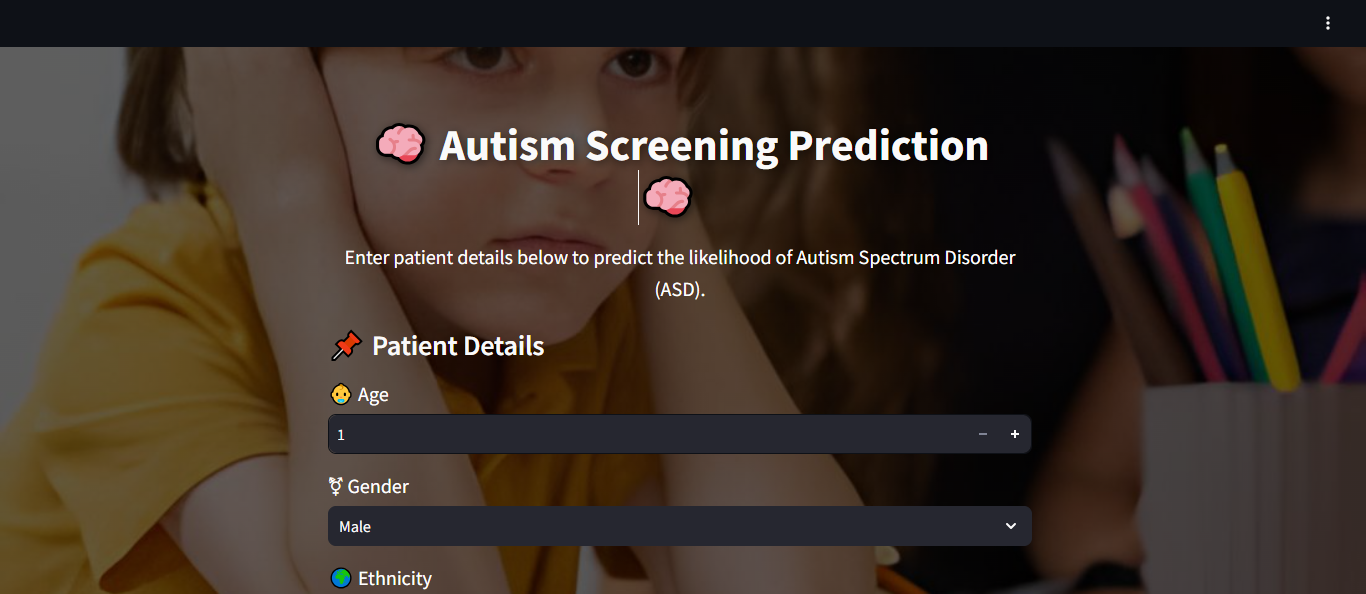 🧠 Autism Screening Prediction
🧠
Enter patient details below to predict the likelihood of Autism Spectrum Disorder
(ASD).
📌 Patient Details
👶 Age
1
− +
⚧ Gender
Male
🌍 Ethnicity